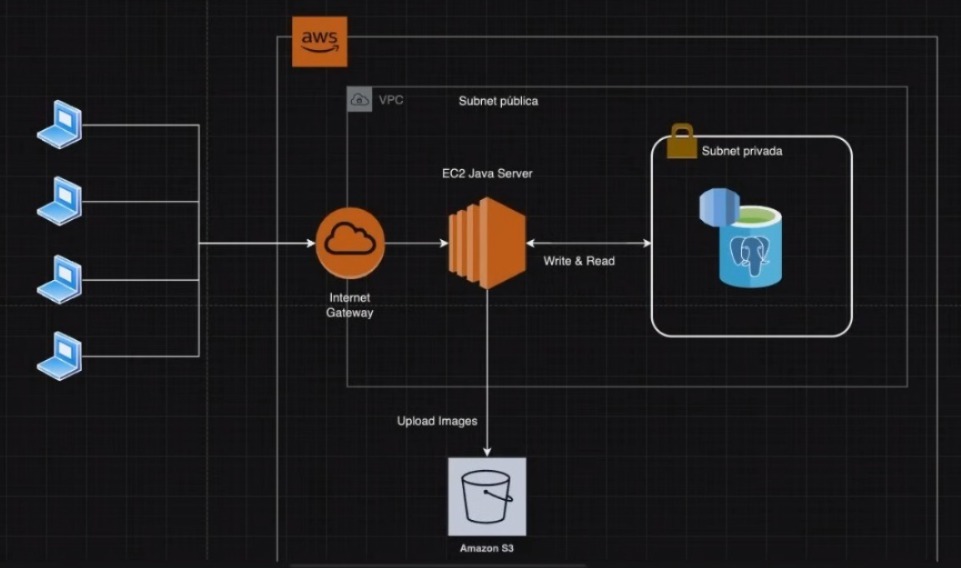 aws
VPC
Subnet pública
EC2 Java Server
Subnet privada
Write & Read
Internet
Gateway
Upload Images
Amazon S3